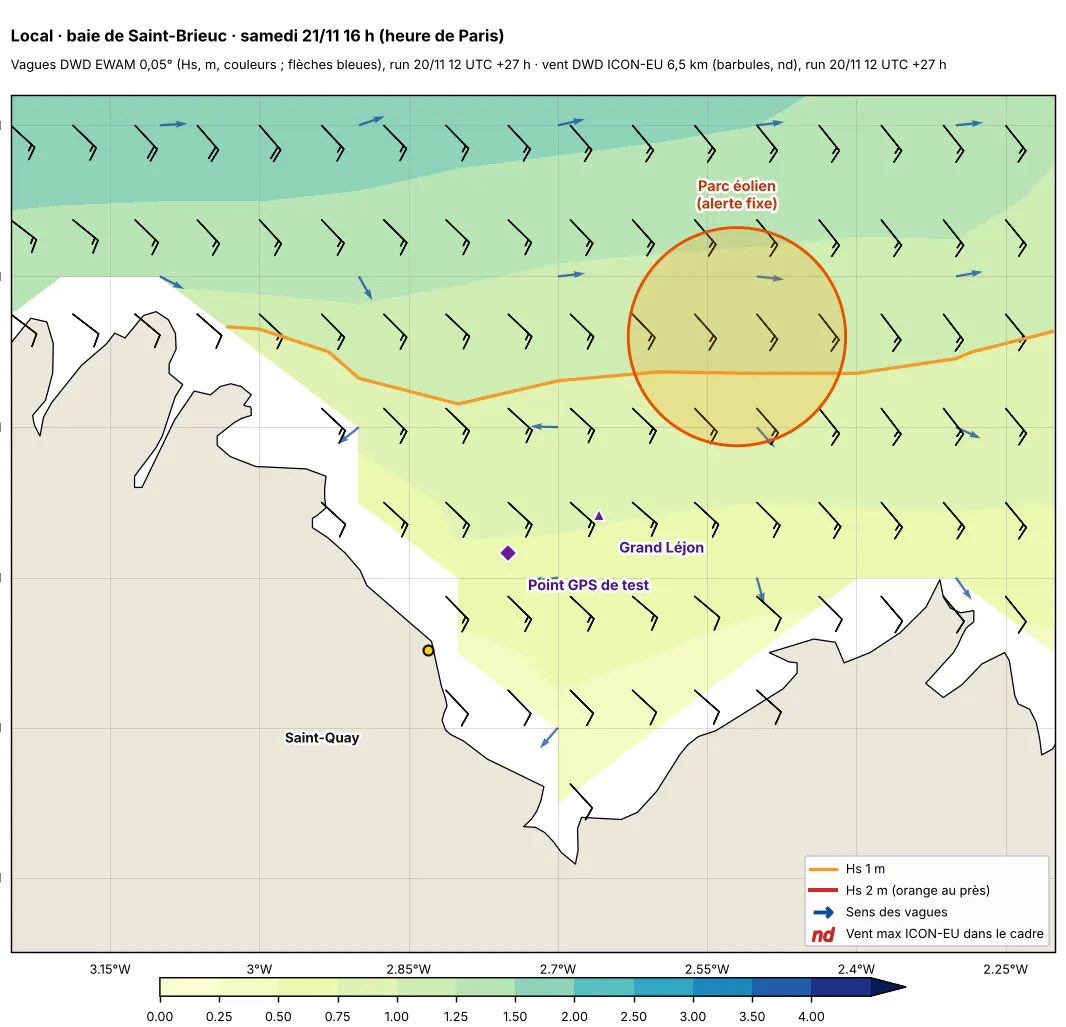 Local · baie de Saint-Brieuc · samedi 21/11 16 h (heure de Paris)
Vagues DWD EWAM 0,05° (Hs, m, couleurs ; flèches bleues), run 20/11 12 UTC +27 h · vent DWD ICON-EU 6,5 km (barbules, nd), run 20/11 12 UTC +27 h
Parc éolien
(alerte fixe)
Grand Léjon
Point GPS de test
Saint-Quay
Hs 1 m
Hs 2 m (orange au près)
Sens des vagues
nd Vent max ICON-EU dans le cadre
3.15°W 3°W 2.85°W 2.7°W 2.55°W 2.4°W 2.25°W
0.00 0.25 0.50 0.75 1.00 1.25 1.50 2.00 2.50 3.00 3.50 4.00